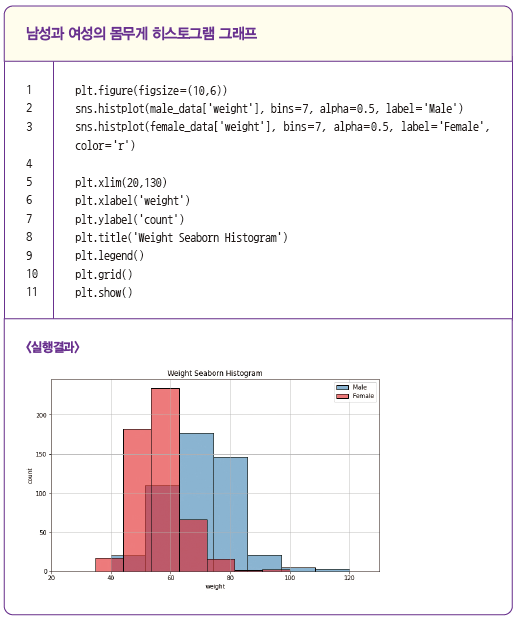 남성과 여성의 몸무게 히스토그램 그래프
1 plt.figure(figsize=(10,6))
2 sns.histplot(male_data['weight'], bins=7, alpha=0.5, label='Male')
3 sns.histplot(female_data['weight'], bins=7, alpha=0.5, label='Female',
color='r')
4
5 plt.xlim(20,130)
6 plt.xlabel('weight')
7 plt.ylabel('count')
8 plt.title('Weight Seaborn Histogram')
9 plt.legend()
10 plt.grid()
11 plt.show()
〈실행결과〉
Weight Seaborn Histogram
Male
Female
200
150
100
50
0
count
20 40 60 80 100 120
weight